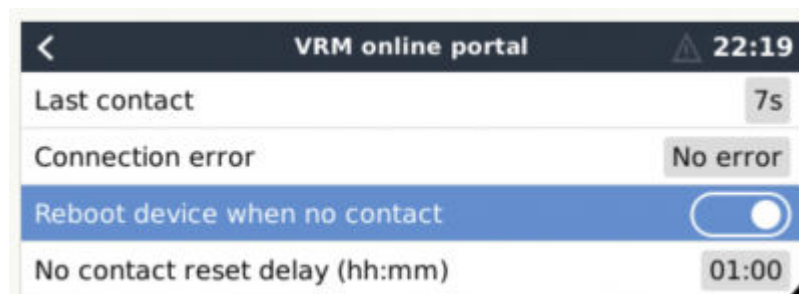 VRM online portal 22:19
Last contact 7s
Connection error No error
Reboot device when no contact
No contact reset delay (hh:mm) 01:00